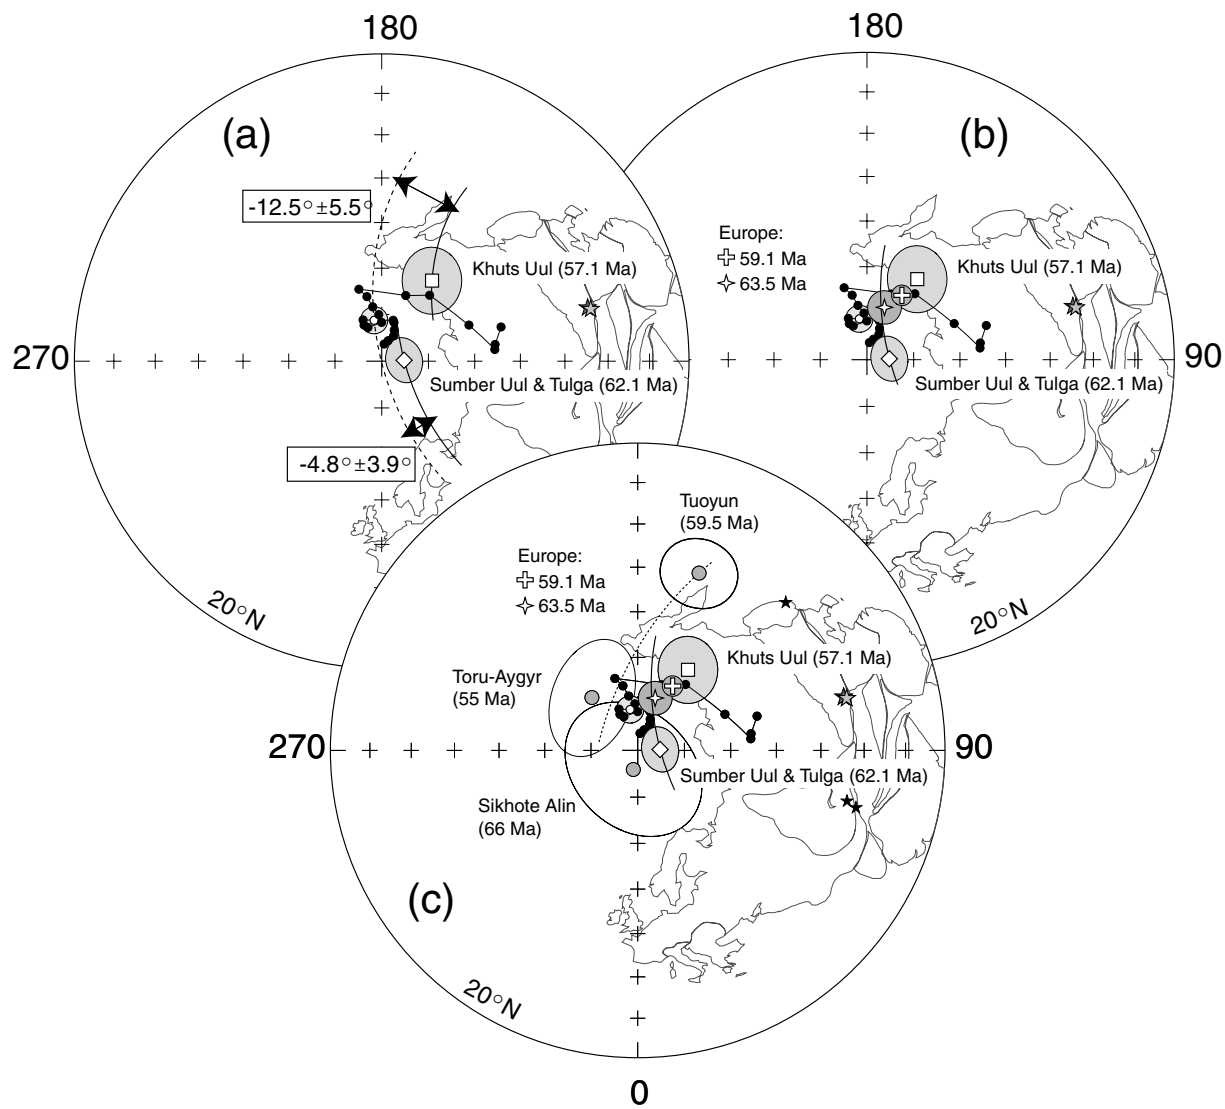 180
180
(a)
(b)
-12.5°±5.5°
Europe:
59.1 Ma
63.5 Ma
Khuts Uul (57.1 Ma)
Khuts Uul (57.1 Ma)
270
90
Sumber Uul & Tulga (62.1 Ma)
Sumber Uul & Tulga (62.1 Ma)
-4.8°±3.9°
Tuoyun
(59.5 Ma)
Europe:
59.1 Ma
63.5 Ma
20°N
20°N
Khuts Uul (57.1 Ma)
Toru-Aygyr
(55 Ma)
270
90
Sumber Uul & Tulga (62.1 Ma)
Sikhote Alin
(66 Ma)
(c)
20°N
0